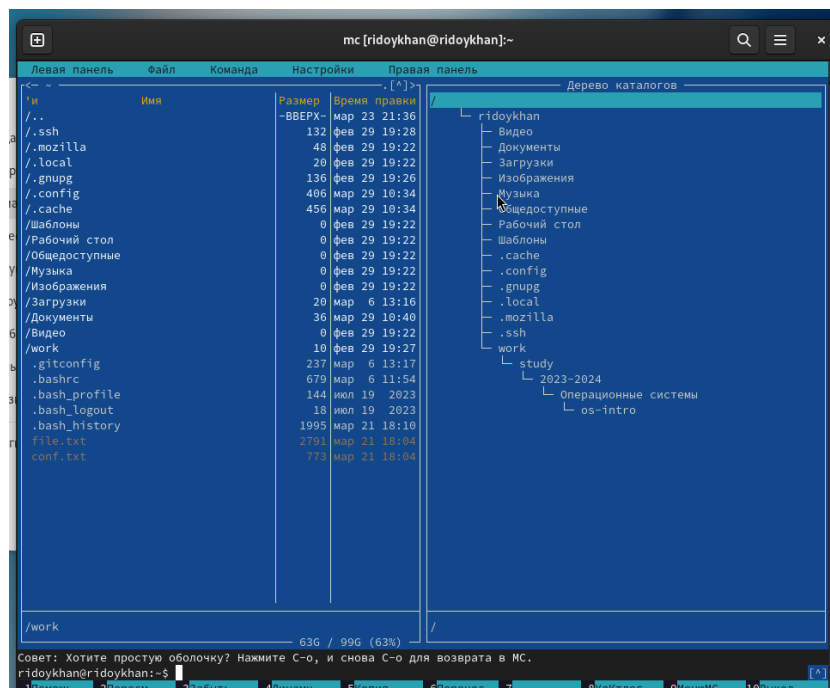 mc [ridoykhan@ridoykhan]:~
Левая панель Файл Команда Настройки Правая панель
<— ~ .[^]>
'и Имя Размер Время правки
/.. -ВВЕРХ- мар 23 21:36
/.ssh 132 фев 29 19:28
/.mozilla 48 фев 29 19:22
/.local 20 фев 29 19:22
/.gnupg 136 фев 29 19:26
/.config 406 мар 29 10:34
/.cache 456 мар 29 10:34
/Шаблоны 0 фев 29 19:22
/Рабочий стол 0 фев 29 19:22
/Общедоступные 0 фев 29 19:22
/Музыка 0 фев 29 19:22
/Изображения 0 фев 29 19:22
/Загрузки 20 мар 6 13:16
/Документы 36 мар 29 10:40
/Видео 0 фев 29 19:22
/work 10 фев 29 19:27
.gitconfig 237 мар 6 13:17
.bashrc 679 мар 6 11:54
.bash_profile 144 июл 19 2023
.bash_logout 18 июл 19 2023
.bash_history 1995 мар 21 18:10
file.txt 2791 мар 21 18:04
conf.txt 773 мар 21 18:04
/work
63G / 99G (63%)
Дерево каталогов
/
ridoykhan
Видео
Документы
Загрузки
Изображения
Музыка
Общедоступные
Рабочий стол
Шаблоны
.cache
.config
.gnupg
.local
.mozilla
.ssh
work
study
2023-2024
Операционные системы
os-intro
/
Совет: Хотите простую оболочку? Нажмите C-o, и снова C-o для возврата в MC.
ridoykhan@ridoykhan:~$ [^]